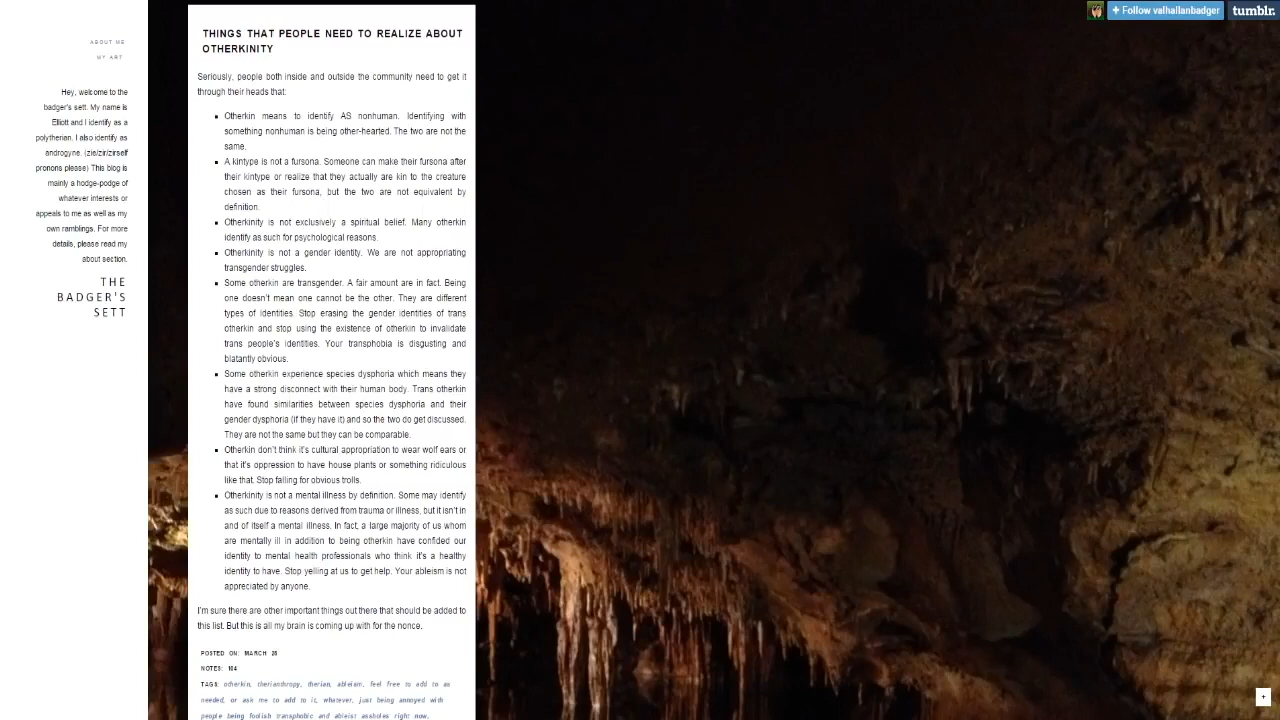 Follow valhallanbadger
tumblr.
ABOUT ME
MY ART
Hey, welcome to the
badger's sett. My name is
Elliott and I identify as a
polytherian. I also identify as
androgyne. (zie/zir/zirself
pronons please) This blog is
mainly a hodge-podge of
whatever interests or
appeals to me as well as my
own ramblings. For more
details, please read my
about section.
THE
BADGER'S
SETT
THINGS THAT PEOPLE NEED TO REALIZE ABOUT
OTHERKINITY
Seriously, people both inside and outside the community need to get it
through their heads that:
Otherkin means to identify AS nonhuman. Identifying with
something nonhuman is being other-hearted. The two are not the
same.
A kintype is not a fursona. Someone can make their fursona after
their kintype or realize that they actually are kin to the creature
chosen as their fursona, but the two are not equivalent by
definition.
Otherkinity is not exclusively a spiritual belief. Many otherkin
identify as such for psychological reasons.
Otherkinity is not a gender identity. We are not appropriating
transgender struggles.
Some otherkin are transgender. A fair amount are in fact. Being
one doesn't mean one cannot be the other. They are different
types of identities. Stop erasing the gender identities of trans
otherkin and stop using the existence of otherkin to invalidate
trans people's identities. Your transphobia is disgusting and
blatantly obvious.
Some otherkin experience species dysphoria which means they
have a strong disconnect with their human body. Trans otherkin
have found similarities between species dysphoria and their
gender dysphoria (if they have it) and so the two do get discussed.
They are not the same but they can be comparable.
Otherkin don't think it's cultural appropriation to wear wolf ears or
that it's oppression to have house plants or something ridiculous
like that. Stop falling for obvious trolls.
Otherkinity is not a mental illness by definition. Some may identify
as such due to reasons derived from trauma or illness, but it isn't in
and of itself a mental illness. In fact, a large majority of us whom
are mentally ill in addition to being otherkin have confided our
identity to mental health professionals who think it's a healthy
identity to have. Stop yelling at us to get help. Your ableism is not
appreciated by anyone.
I'm sure there are other important things out there that should be added to
this list. But this is all my brain is coming up with for the nonce.
POSTED ON: MARCH 28
NOTES: 104
TAGS: otherkin, therianthropy, therian, ableism, feel free to add to as
needed, or ask me to add to it, whatever, just being annoyed with
people being foolish transphobic and ableist assholes right now,
+